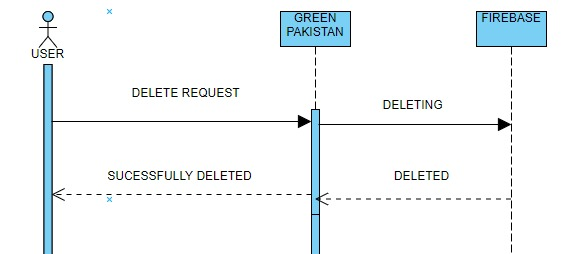 GREEN
PAKISTAN
FIREBASE
USER
DELETE REQUEST
DELETING
SUCESSFULLY DELETED
DELETED